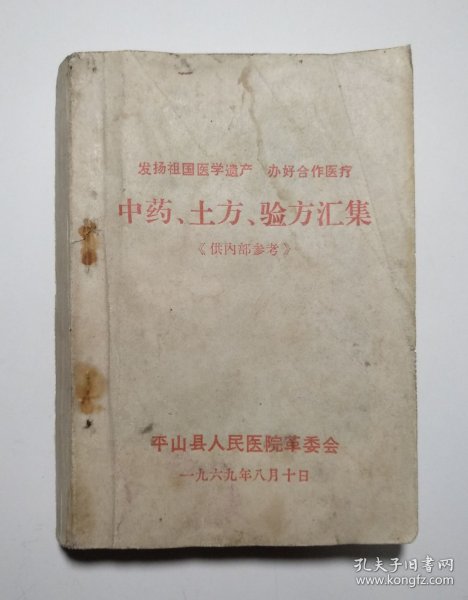 发扬祖国医学遗产 办好合作医疗
中药、土方、验方汇集
《供内部参考》
平山县人民医院革委会
一九六九年八月十日
孔夫子旧书网
www.kongfz.com